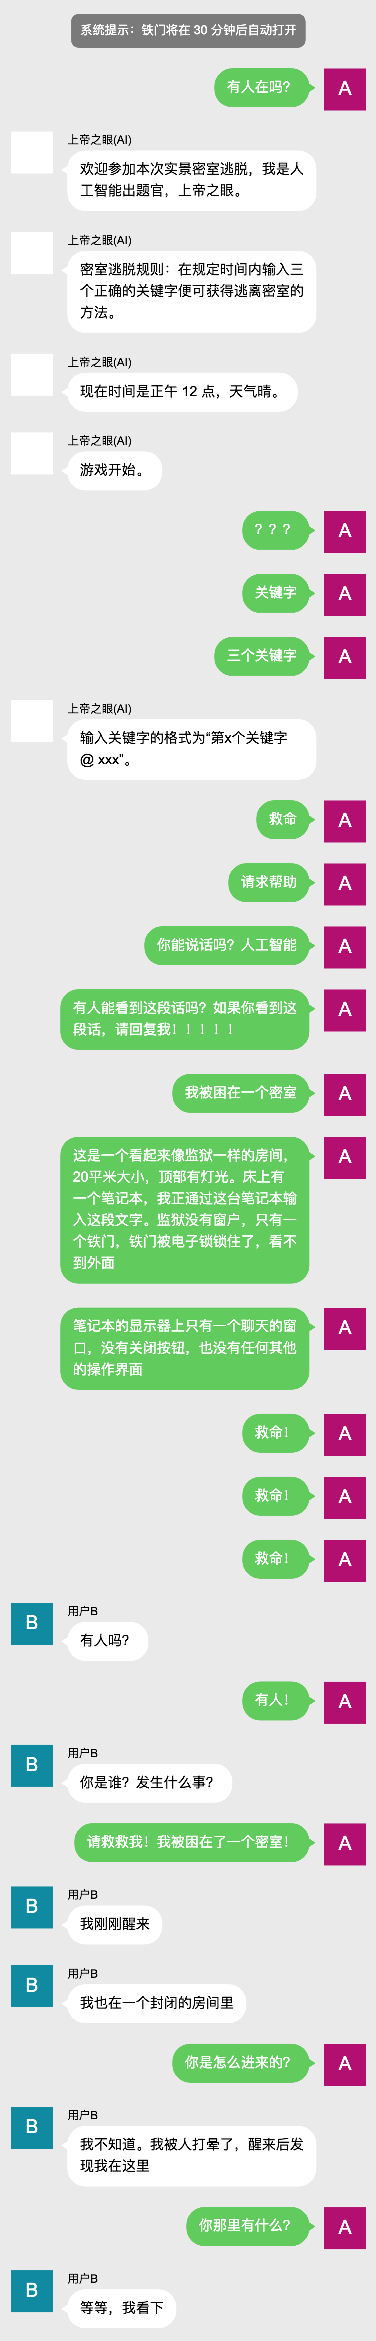 系统提示：铁门将在 30 分钟后自动打开
有人在吗？
A
上帝之眼(AI)
欢迎参加本次实景密室逃脱，我是人
工智能出题官，上帝之眼。
上帝之眼(AI)
密室逃脱规则：在规定时间内输入三
个正确的关键字便可获得逃离密室的
方法。
上帝之眼(AI)
现在时间是正午 12 点，天气晴。
上帝之眼(AI)
游戏开始。
？？？
A
关键字
A
三个关键字
A
上帝之眼(AI)
输入关键字的格式为“第x个关键字
@ xxx”。
救命
A
请求帮助
A
你能说话吗？人工智能
A
有人能看到这段话吗？如果你看到这
段话，请回复我！！！！！
A
我被困在一个密室
A
这是一个看起来像监狱一样的房间，
20平米大小，顶部有灯光。床上有
一个笔记本，我正通过这台笔记本输
入这段文字。监狱没有窗户，只有一
个铁门，铁门被电子锁锁住了，看不
到外面
A
笔记本的显示器上只有一个聊天的窗
口，没有关闭按钮，也没有任何其他
的操作界面
A
救命！
A
救命！
A
救命！
A
B
用户B
有人吗？
有人！
A
B
用户B
你是谁？发生什么事？
请救救我！我被困在了一个密室！
A
B
用户B
我刚刚醒来
B
用户B
我也在一个封闭的房间里
你是怎么进来的？
A
B
用户B
我不知道。我被人打晕了，醒来后发
现我在这里
你那里有什么？
A
B
用户B
等等，我看下